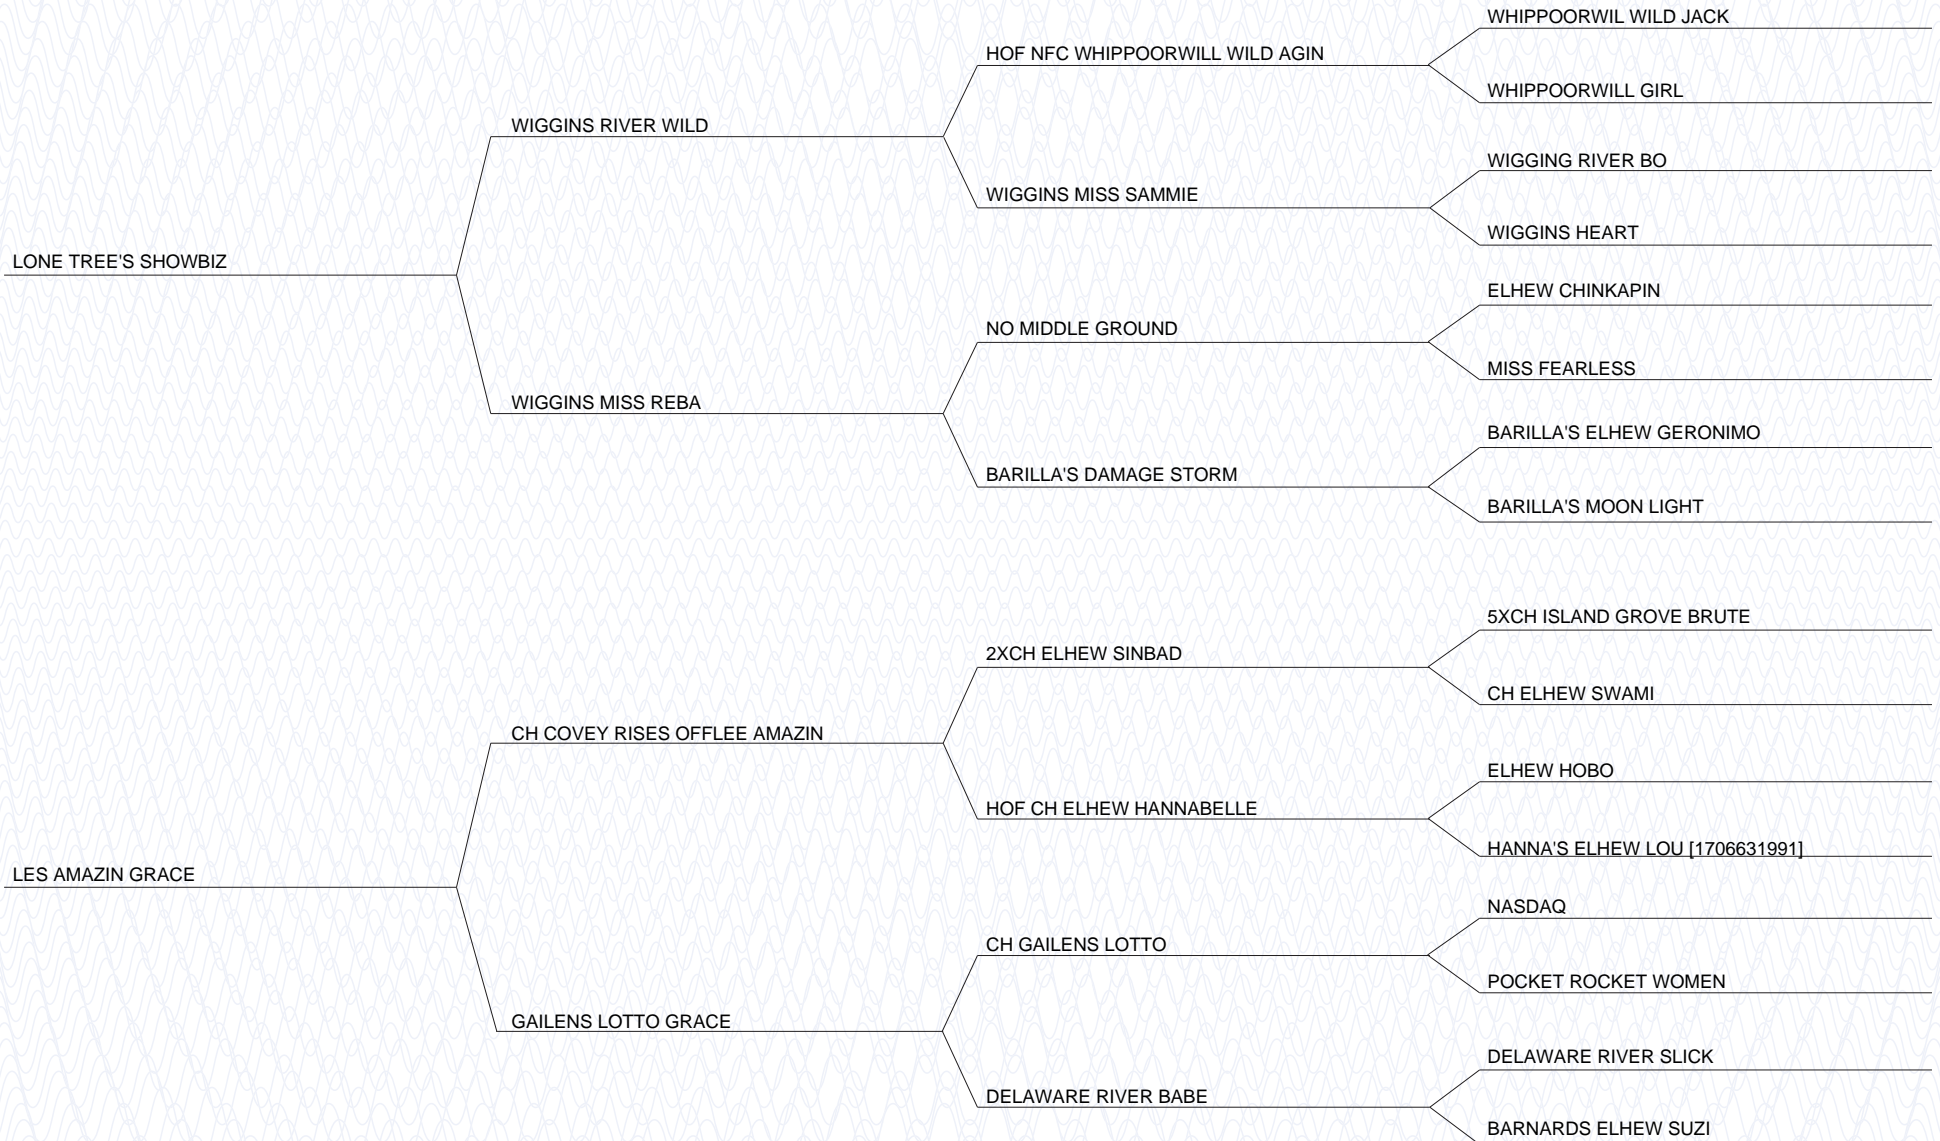 WHIPPOORWIL WILD JACK
HOF NFC WHIPPOORWILL WILD AGIN
WHIPPOORWILL GIRL
WIGGINS RIVER WILD
WIGGING RIVER BO
WIGGINS MISS SAMMIE
WIGGINS HEART
LONE TREE'S SHOWBIZ
ELHEW CHINKAPIN
NO MIDDLE GROUND
MISS FEARLESS
WIGGINS MISS REBA
BARILLA'S ELHEW GERONIMO
BARILLA'S DAMAGE STORM
BARILLA'S MOON LIGHT
5XCH ISLAND GROVE BRUTE
2XCH ELHEW SINBAD
CH ELHEW SWAMI
CH COVEY RISES OFFLEE AMAZIN
ELHEW HOBO
HOF CH ELHEW HANNABELLE
HANNA'S ELHEW LOU [1706631991]
LES AMAZIN GRACE
NASDAQ
CH GAILENS LOTTO
POCKET ROCKET WOMEN
GAILENS LOTTO GRACE
DELAWARE RIVER SLICK
DELAWARE RIVER BABE
BARNARDS ELHEW SUZI